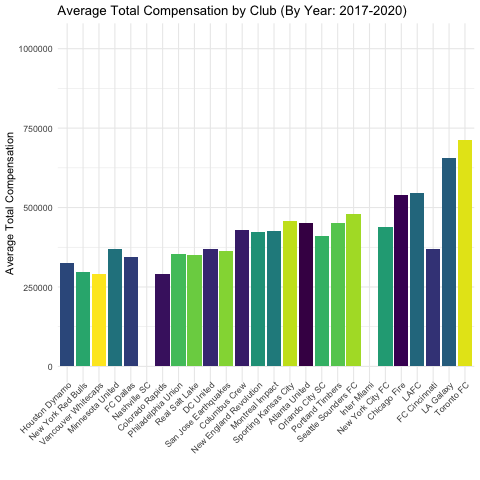 Average Total Compensation by Club (By Year: 2017-2020)
Average Total Compensation
1000000
750000
500000
250000
0
Houston Dynamo
New York Red Bulls
Vancouver Whitecaps
Minnesota United
FC Dallas
Nashville SC
Colorado Rapids
Philadelphia Union
Real Salt Lake
DC United
San Jose Earthquakes
Columbus Crew
New England Revolution
Montreal Impact
Sporting Kansas City
Atlanta United
Orlando City SC
Portland Timbers
Seattle Sounders FC
Inter Miami
New York City FC
Chicago Fire
LAFC
FC Cincinnati
LA Galaxy
Toronto FC